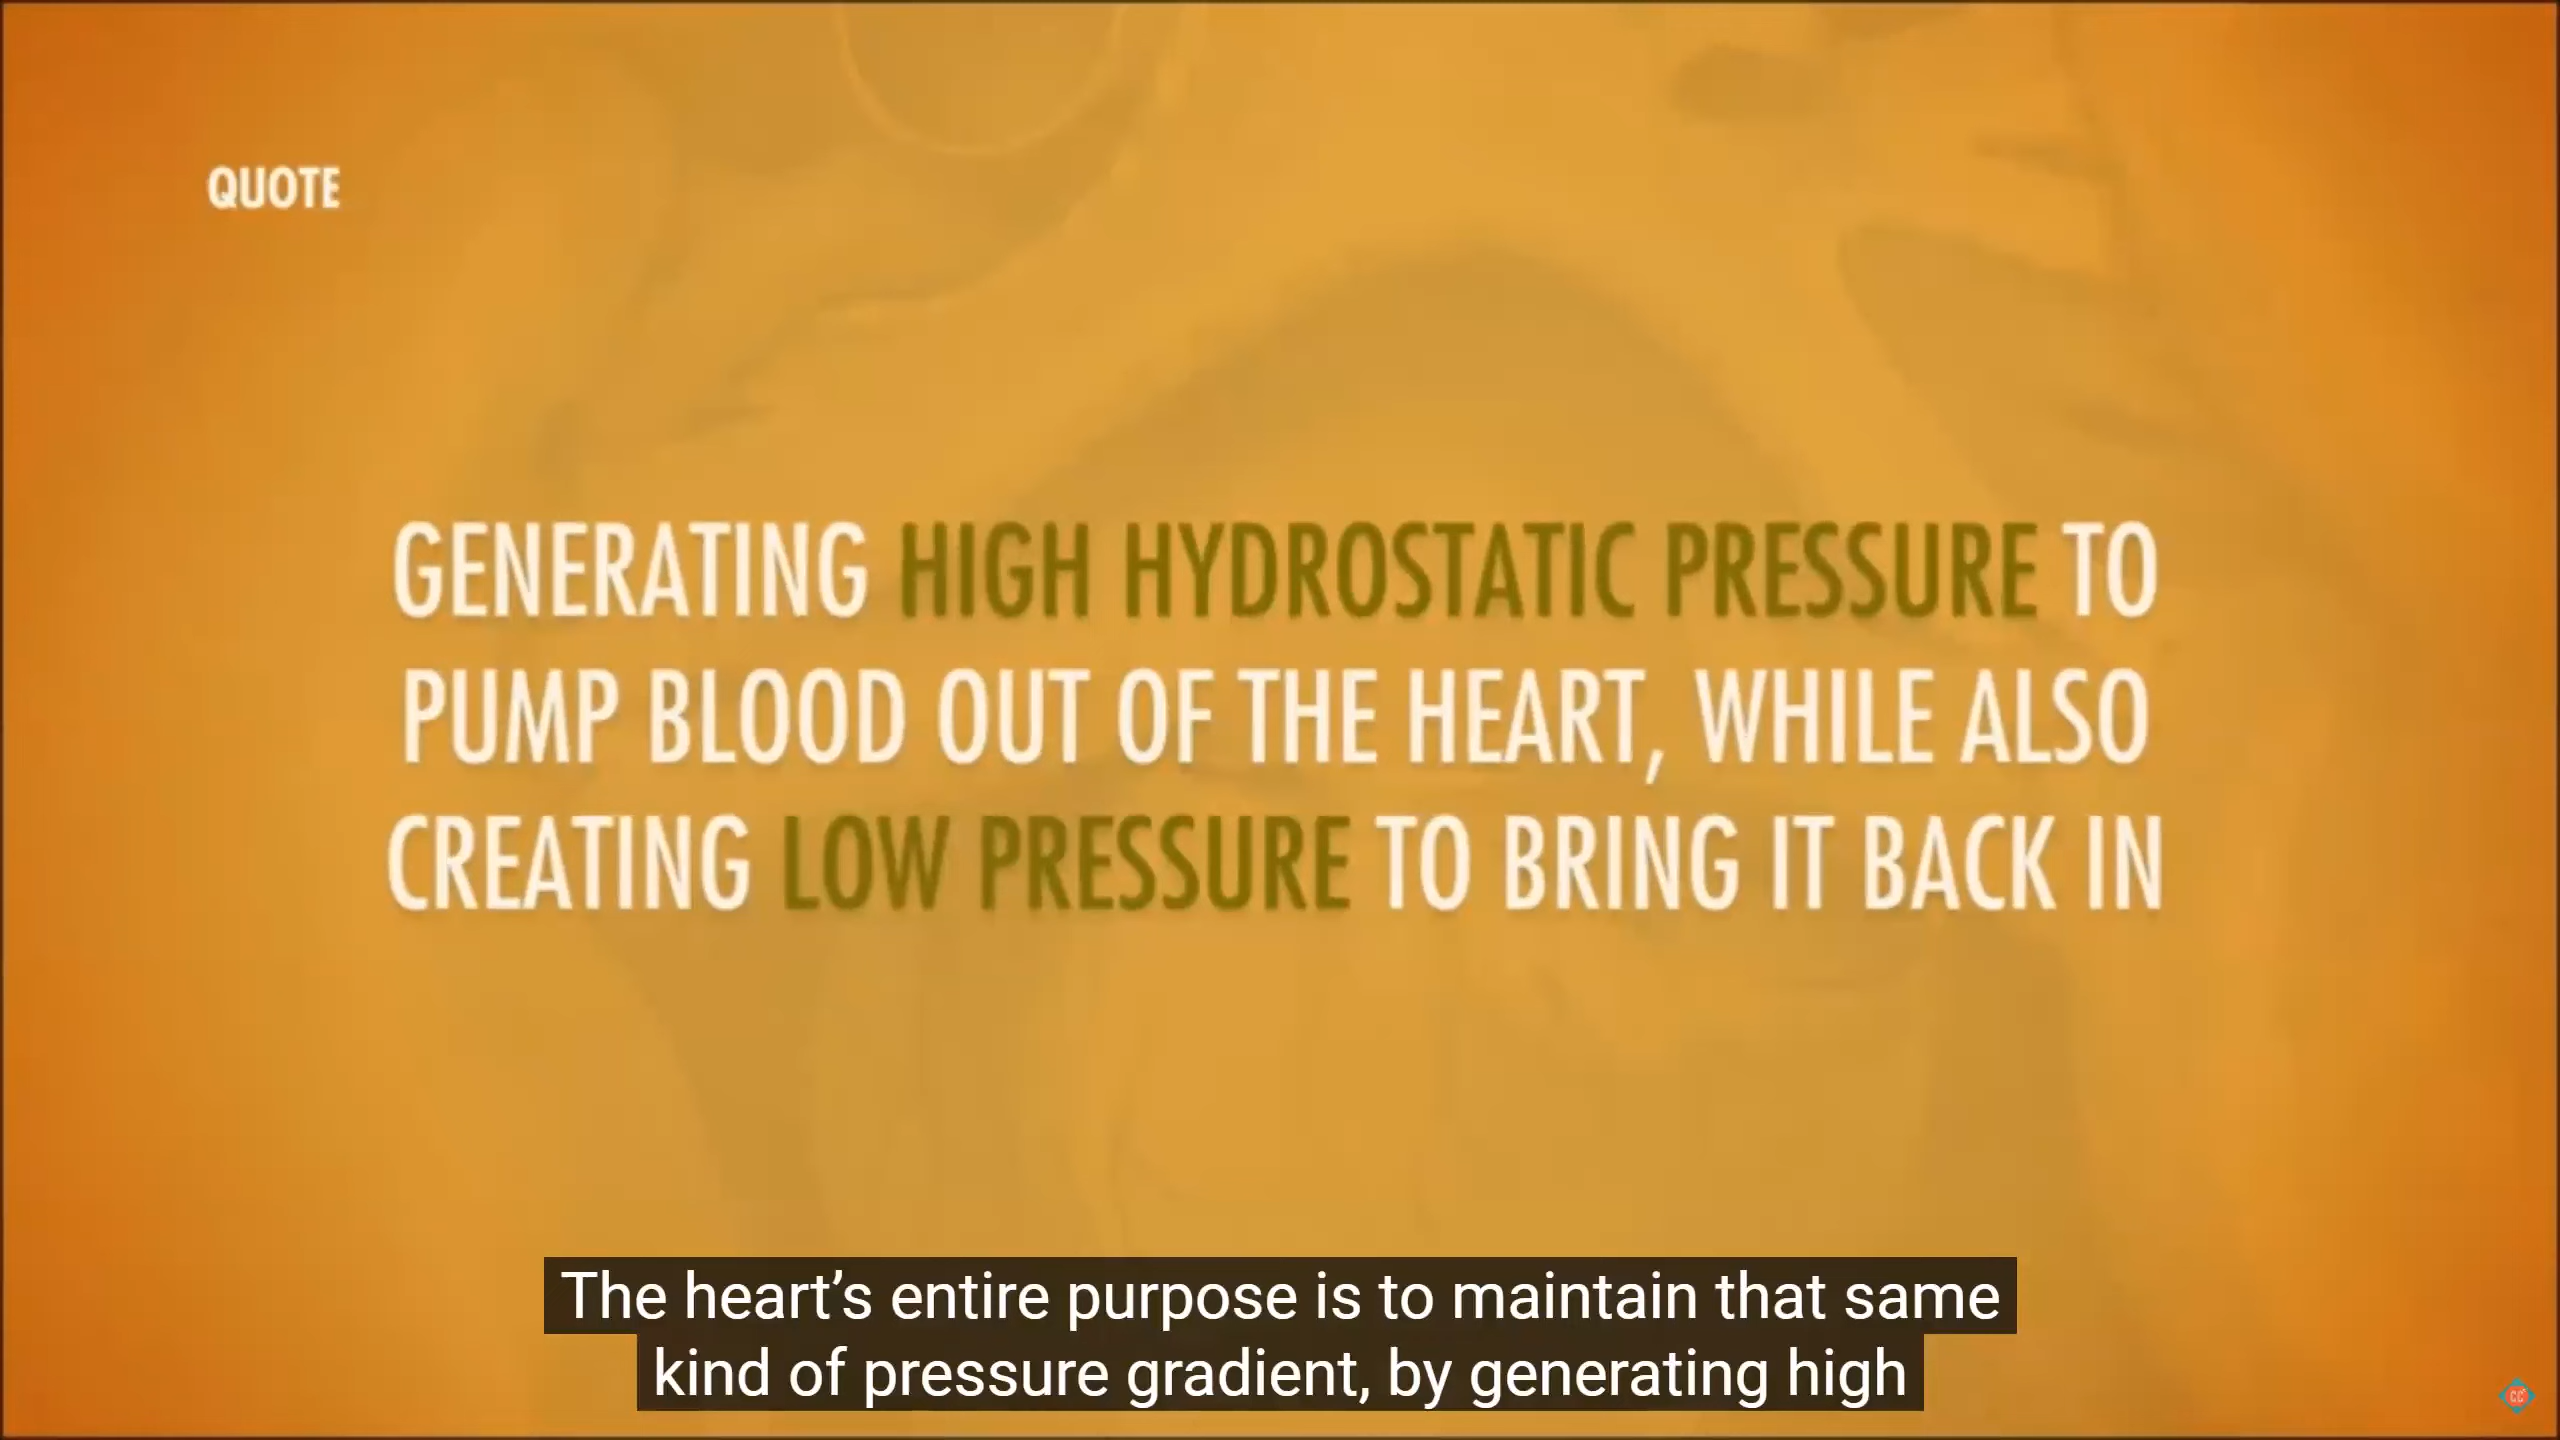 QUOTE
GENERATING HIGH HYDROSTATIC PRESSURE TO
PUMP BLOOD OUT OF THE HEART, WHILE ALSO
CREATING LOW PRESSURE TO BRING IT BACK IN
The heart’s entire purpose is to maintain that same
kind of pressure gradient, by generating high
CC